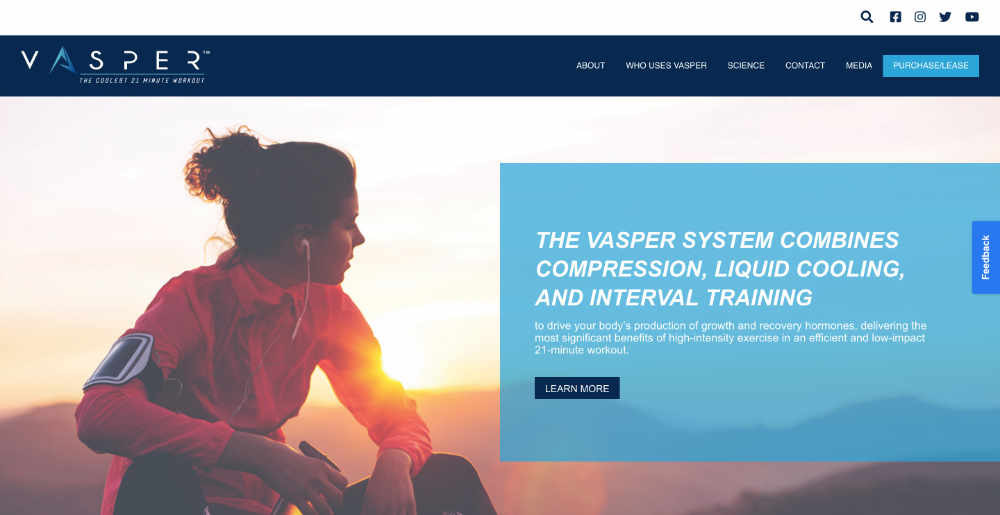 VASPER™
THE COOLEST 21 MINUTE WORKOUT
ABOUT
WHO USES VASPER
SCIENCE
CONTACT
MEDIA
PURCHASE/LEASE
THE VASPER SYSTEM COMBINES
COMPRESSION, LIQUID COOLING,
AND INTERVAL TRAINING
to drive your body's production of growth and recovery hormones, delivering the
most significant benefits of high-intensity exercise in an efficient and low-impact
21-minute workout.
LEARN MORE
Feedback